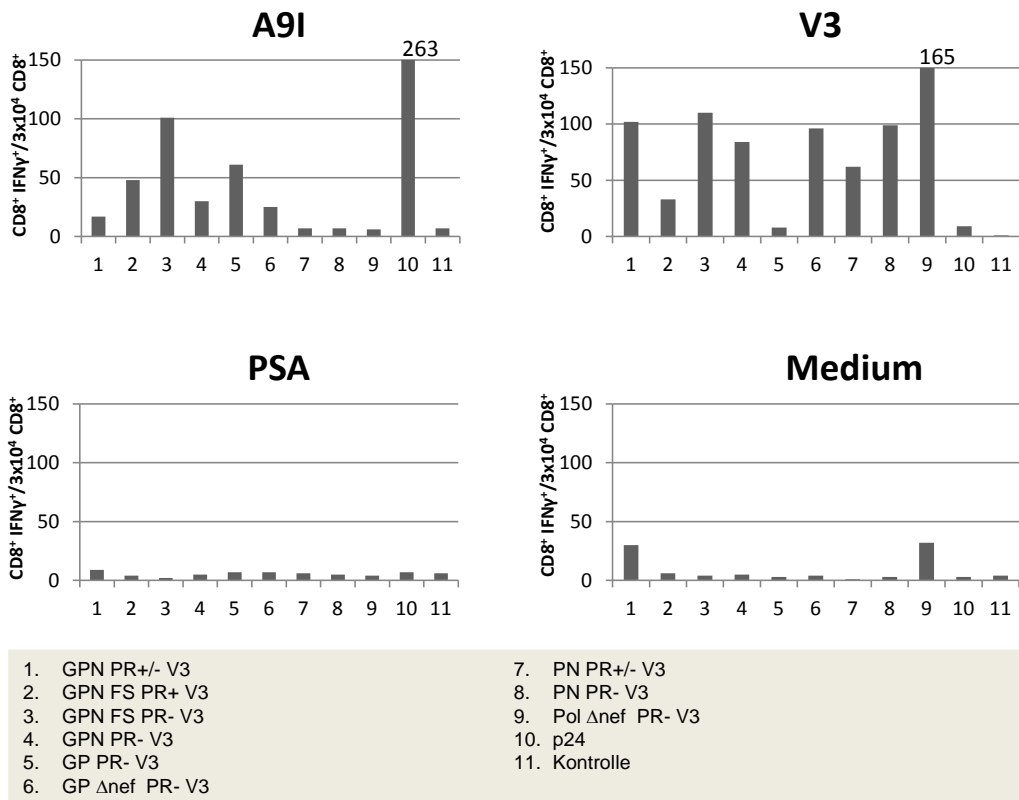 A9I
263
CD8⁺ IFNγ⁺/3x10⁴ CD8⁺
150
100
50
0
1 2 3 4 5 6 7 8 9 10 11
V3
165
CD8⁺ IFNγ⁺/3x10⁴ CD8⁺
150
100
50
0
1 2 3 4 5 6 7 8 9 10 11
PSA
CD8⁺ IFNγ⁺/3x10⁴ CD8⁺
150
100
50
0
1 2 3 4 5 6 7 8 9 10 11
Medium
CD8⁺ IFNγ⁺/3x10⁴ CD8⁺
150
100
50
0
1 2 3 4 5 6 7 8 9 10 11
1. GPN PR+/- V3
2. GPN FS PR+ V3
3. GPN FS PR- V3
4. GPN PR- V3
5. GP PR- V3
6. GP Δnef PR- V3
7. PN PR+/- V3
8. PN PR- V3
9. Pol Δnef PR- V3
10. p24
11. Kontrolle